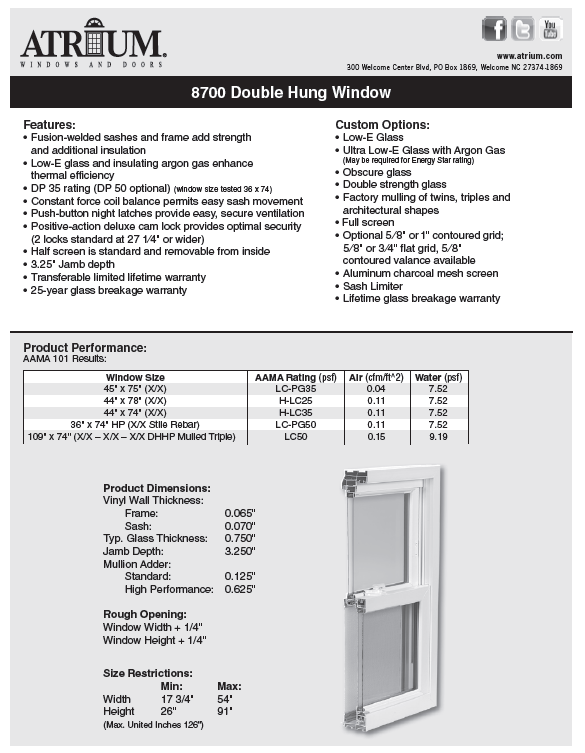 ATRIUM.
WINDOWS AND DOORS
f t You Tube
www.atrium.com
300 Welcome Center Blvd, PO Box 1869, Welcome NC 27374-1869
8700 Double Hung Window
Features:
• Fusion-welded sashes and frame add strength
and additional insulation
• Low-E glass and insulating argon gas enhance
thermal efficiency
• DP 35 rating (DP 50 optional) (window size tested 36 x 74)
• Constant force coil balance permits easy sash movement
• Push-button night latches provide easy, secure ventilation
• Positive-action deluxe cam lock provides optimal security
(2 locks standard at 27 1/4" or wider)
• Half screen is standard and removable from inside
• 3.25" Jamb depth
• Transferable limited lifetime warranty
• 25-year glass breakage warranty
Custom Options:
• Low-E Glass
• Ultra Low-E Glass with Argon Gas
(May be required for Energy Star rating)
• Obscure glass
• Double strength glass
• Factory mulling of twins, triples and
architectural shapes
• Full screen
• Optional 5/8" or 1" contoured grid;
5/8" or 3/4" flat grid, 5/8"
contoured valance available
• Aluminum charcoal mesh screen
• Sash Limiter
• Lifetime glass breakage warranty
Product Performance:
AAMA 101 Results:
Window Size AAMA Rating (psf) Air (cfm/ft^2) Water (psf)
45" x 75" (X/X) LC-PG35 0.04 7.52
44" x 78" (X/X) H-LC25 0.11 7.52
44" x 74" (X/X) H-LC35 0.11 7.52
36" x 74" HP (X/X Stile Rebar) LC-PG50 0.11 7.52
109" x 74" (X/X – X/X – X/X DHHP Mulled Triple) LC50 0.15 9.19
Product Dimensions:
Vinyl Wall Thickness:
Frame: 0.065"
Sash: 0.070"
Typ. Glass Thickness: 0.750"
Jamb Depth: 3.250"
Mullion Adder:
Standard: 0.125"
High Performance: 0.625"
Rough Opening:
Window Width + 1/4"
Window Height + 1/4"
Size Restrictions:
Min: Max:
Width 17 3/4" 54"
Height 26" 91"
(Max. United Inches 126")